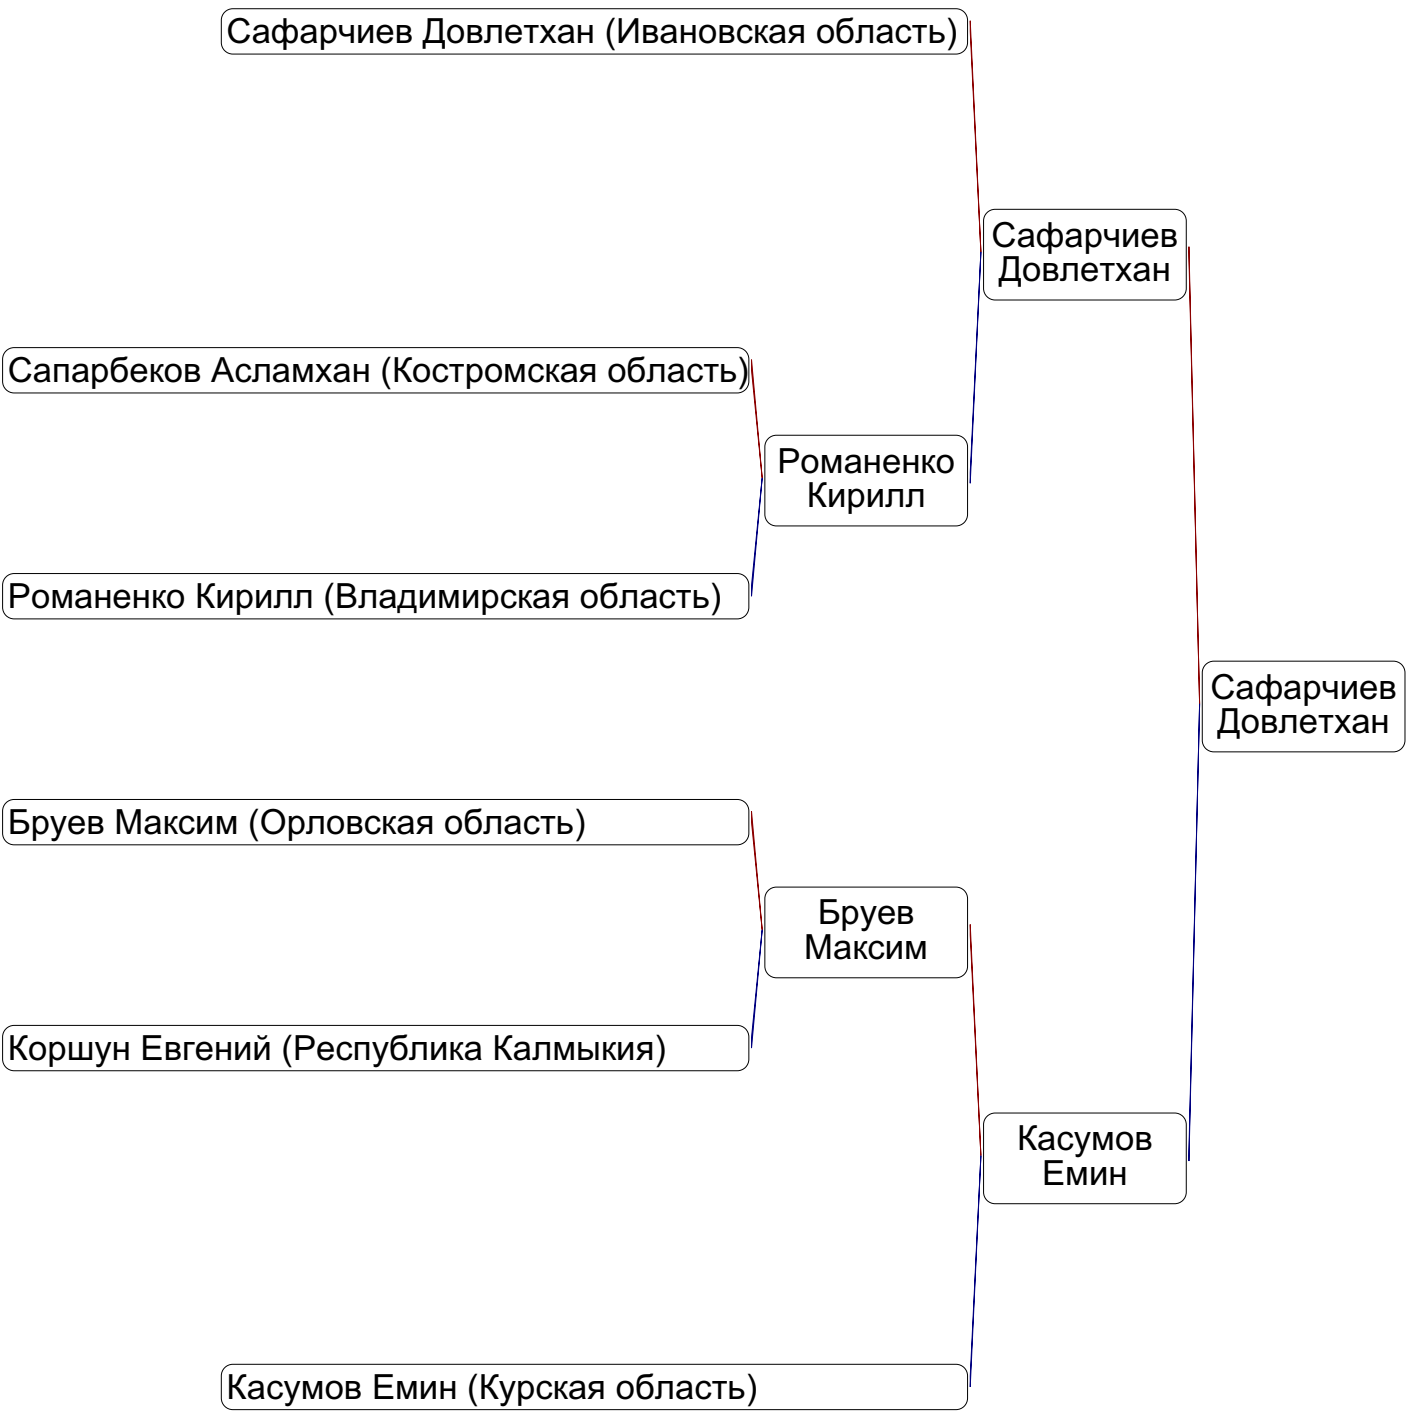 Сафарчиев Довлетхан (Ивановская область)
Сафарчиев
Довлетхан
Сапарбеков Асламхан (Костромская область)
Романенко
Кирилл
Романенко Кирилл (Владимирская область)
Сафарчиев
Довлетхан
Бруев Максим (Орловская область)
Бруев
Максим
Коршун Евгений (Республика Калмыкия)
Касумов
Емин
Касумов Емин (Курская область)